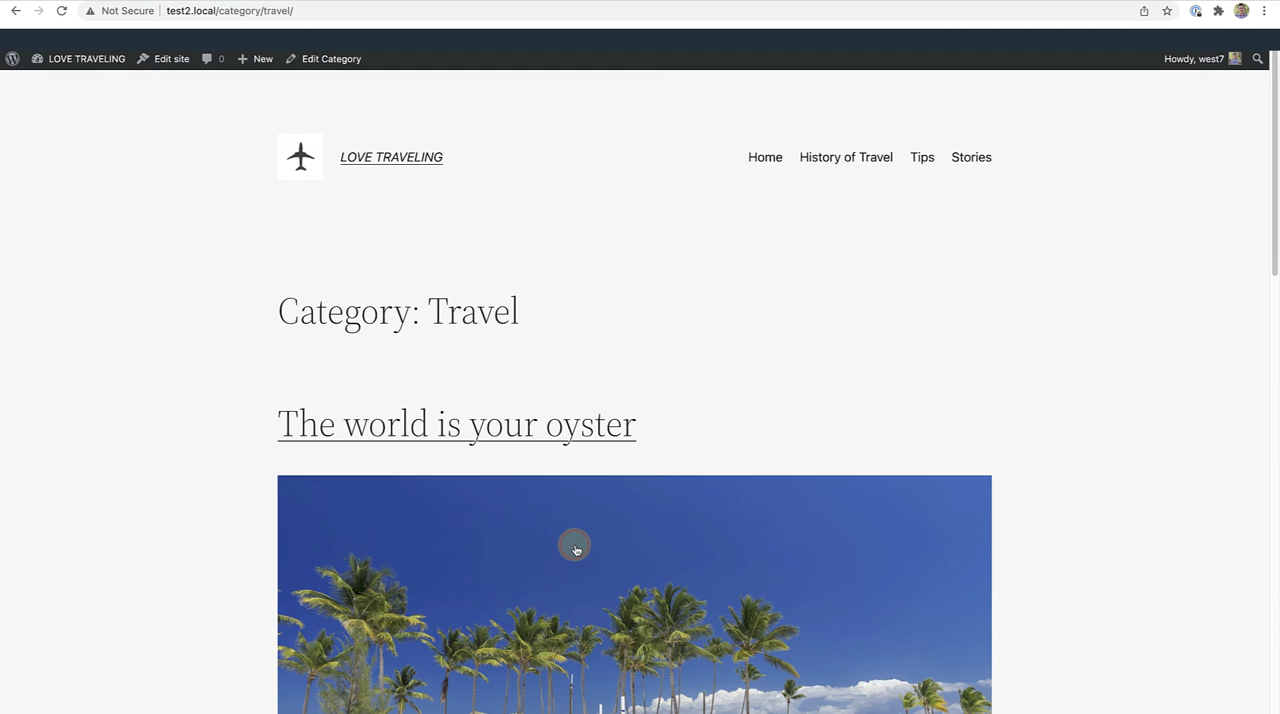 Not Secure test2.local/category/travel/
LOVE TRAVELING Edit site 0 New Edit Category Howdy, west7
LOVE TRAVELING Home History of Travel Tips Stories
Category: Travel
The world is your oyster